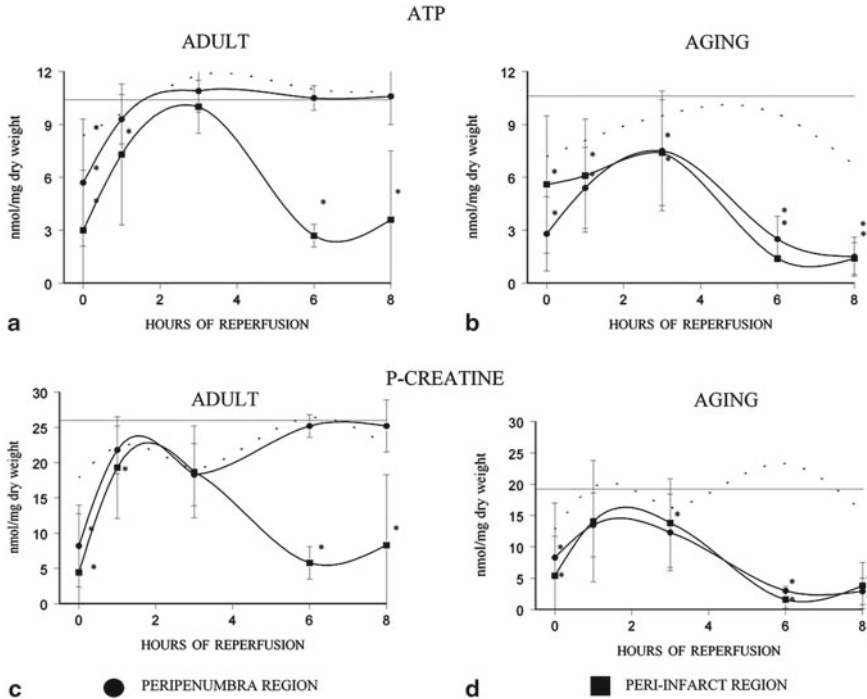 ATP
ADULT
AGING
12
9
6
3
0
nmol/mg dry weight
0 2 4 6 8
HOURS OF REPERFUSION
a
12
9
6
3
0
nmol/mg dry weight
0 2 4 6 8
HOURS OF REPERFUSION
b
P-CREATINE
ADULT
AGING
30
25
20
15
10
5
0
nmol/mg dry weight
0 2 4 6 8
HOURS OF REPERFUSION
c
30
25
20
15
10
5
0
nmol/mg dry weight
0 2 4 6 8
HOURS OF REPERFUSION
d
PERIPENUMBRA REGION
PERI-INFARCT REGION